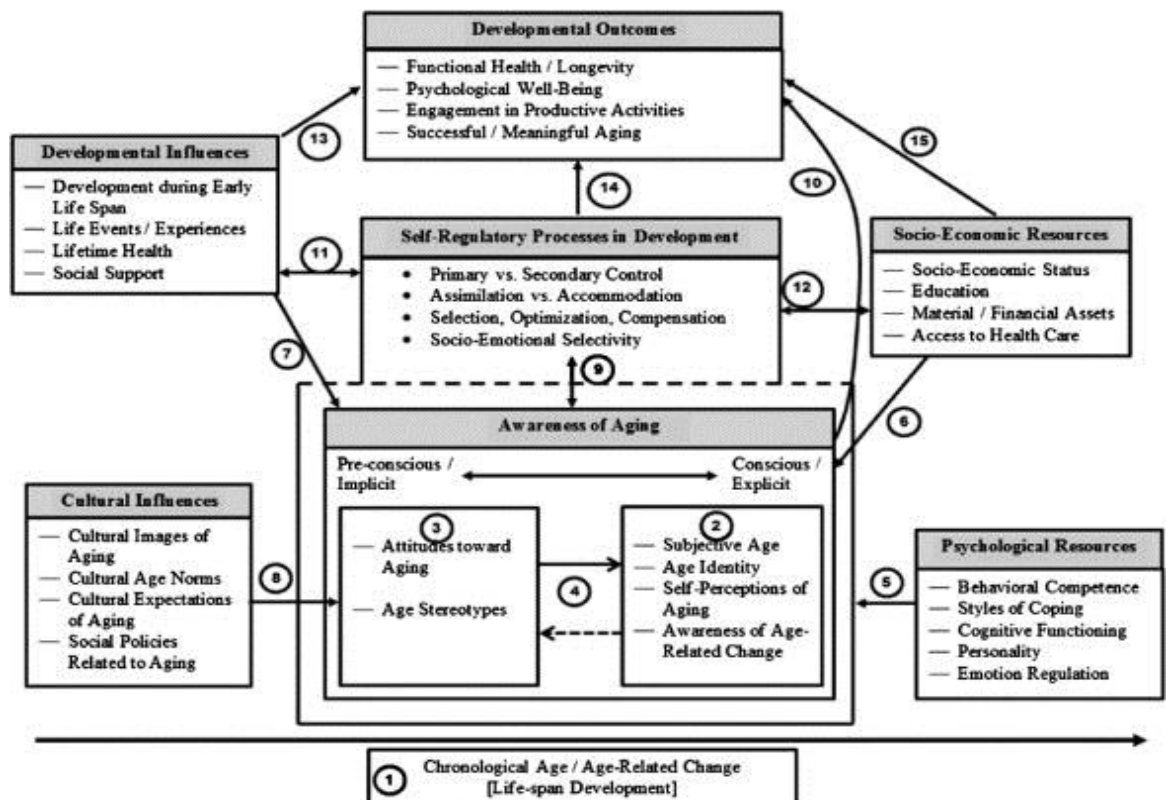 Developmental Outcomes
— Functional Health / Longevity
— Psychological Well-Being
— Engagement in Productive Activities
— Successful / Meaningful Aging
13
15
10
14
Developmental Influences
— Development during Early
Life Span
— Life Events / Experiences
— Lifetime Health
— Social Support
11
Self-Regulatory Processes in Development
• Primary vs. Secondary Control
• Assimilation vs. Accommodation
• Selection, Optimization, Compensation
• Socio-Emotional Selectivity
12
Socio-Economic Resources
— Socio-Economic Status
— Education
— Material / Financial Assets
— Access to Health Care
7
9
6
Awareness of Aging
Pre-conscious /
Implicit
Conscious /
Explicit
Cultural Influences
— Cultural Images of
Aging
— Cultural Age Norms
— Cultural Expectations
of Aging
— Social Policies
Related to Aging
8
3
— Attitudes toward
Aging
— Age Stereotypes
4
2
— Subjective Age
— Age Identity
— Self-Perceptions of
Aging
— Awareness of Age-
Related Change
5
Psychological Resources
— Behavioral Competence
— Styles of Coping
— Cognitive Functioning
— Personality
— Emotion Regulation
1
Chronological Age / Age-Related Change
[Life-span Development]